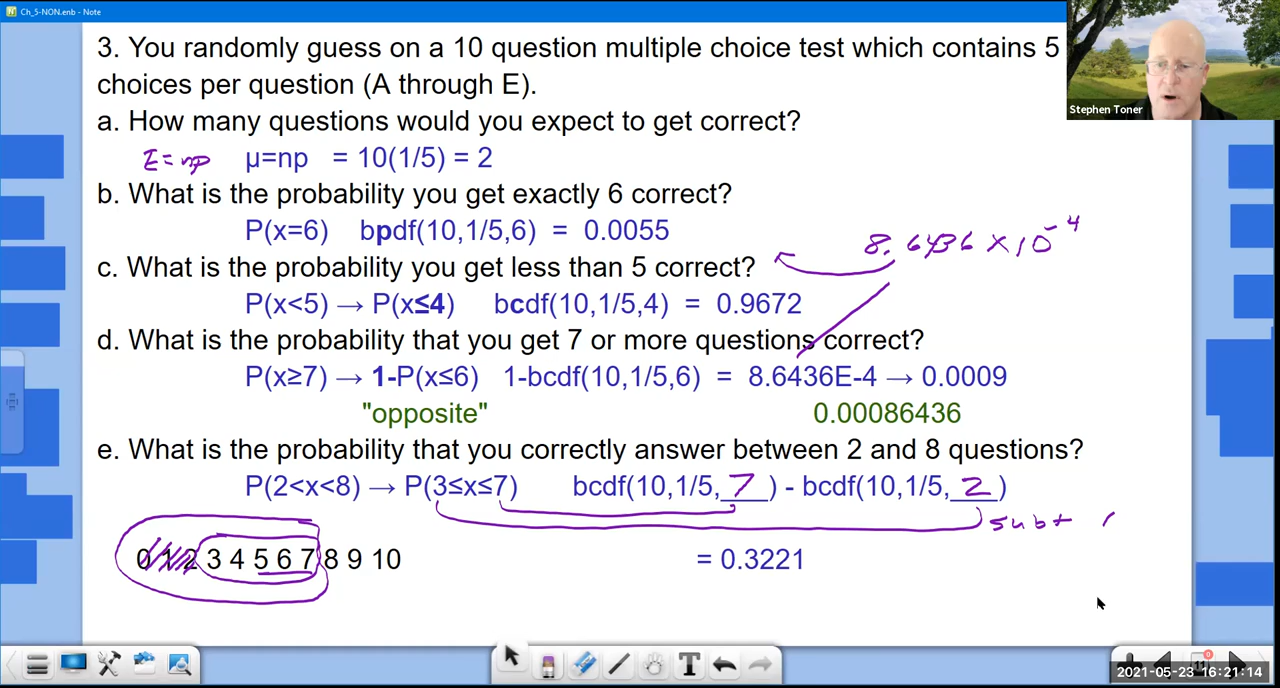 Ch_5-NON.enb - Note
3. You randomly guess on a 10 question multiple choice test which contains 5
choices per question (A through E).
Stephen Toner
a. How many questions would you expect to get correct?
E = np μ=np = 10(1/5) = 2
b. What is the probability you get exactly 6 correct?
P(x=6) bpdf(10,1/5,6) = 0.0055
8.6436 x 10⁻⁴
c. What is the probability you get less than 5 correct?
P(x<5) → P(x≤4) bcdf(10,1/5,4) = 0.9672
d. What is the probability that you get 7 or more questions correct?
P(x≥7) → 1-P(x≤6) 1-bcdf(10,1/5,6) = 8.6436E-4 → 0.0009
"opposite" 0.00086436
e. What is the probability that you correctly answer between 2 and 8 questions?
P(2<x<8) → P(3≤x≤7) bcdf(10,1/5,_7_) - bcdf(10,1/5,_2_)
subt
0 1 2 3 4 5 6 7 8 9 10 = 0.3221
2021-05-23 16:21:14